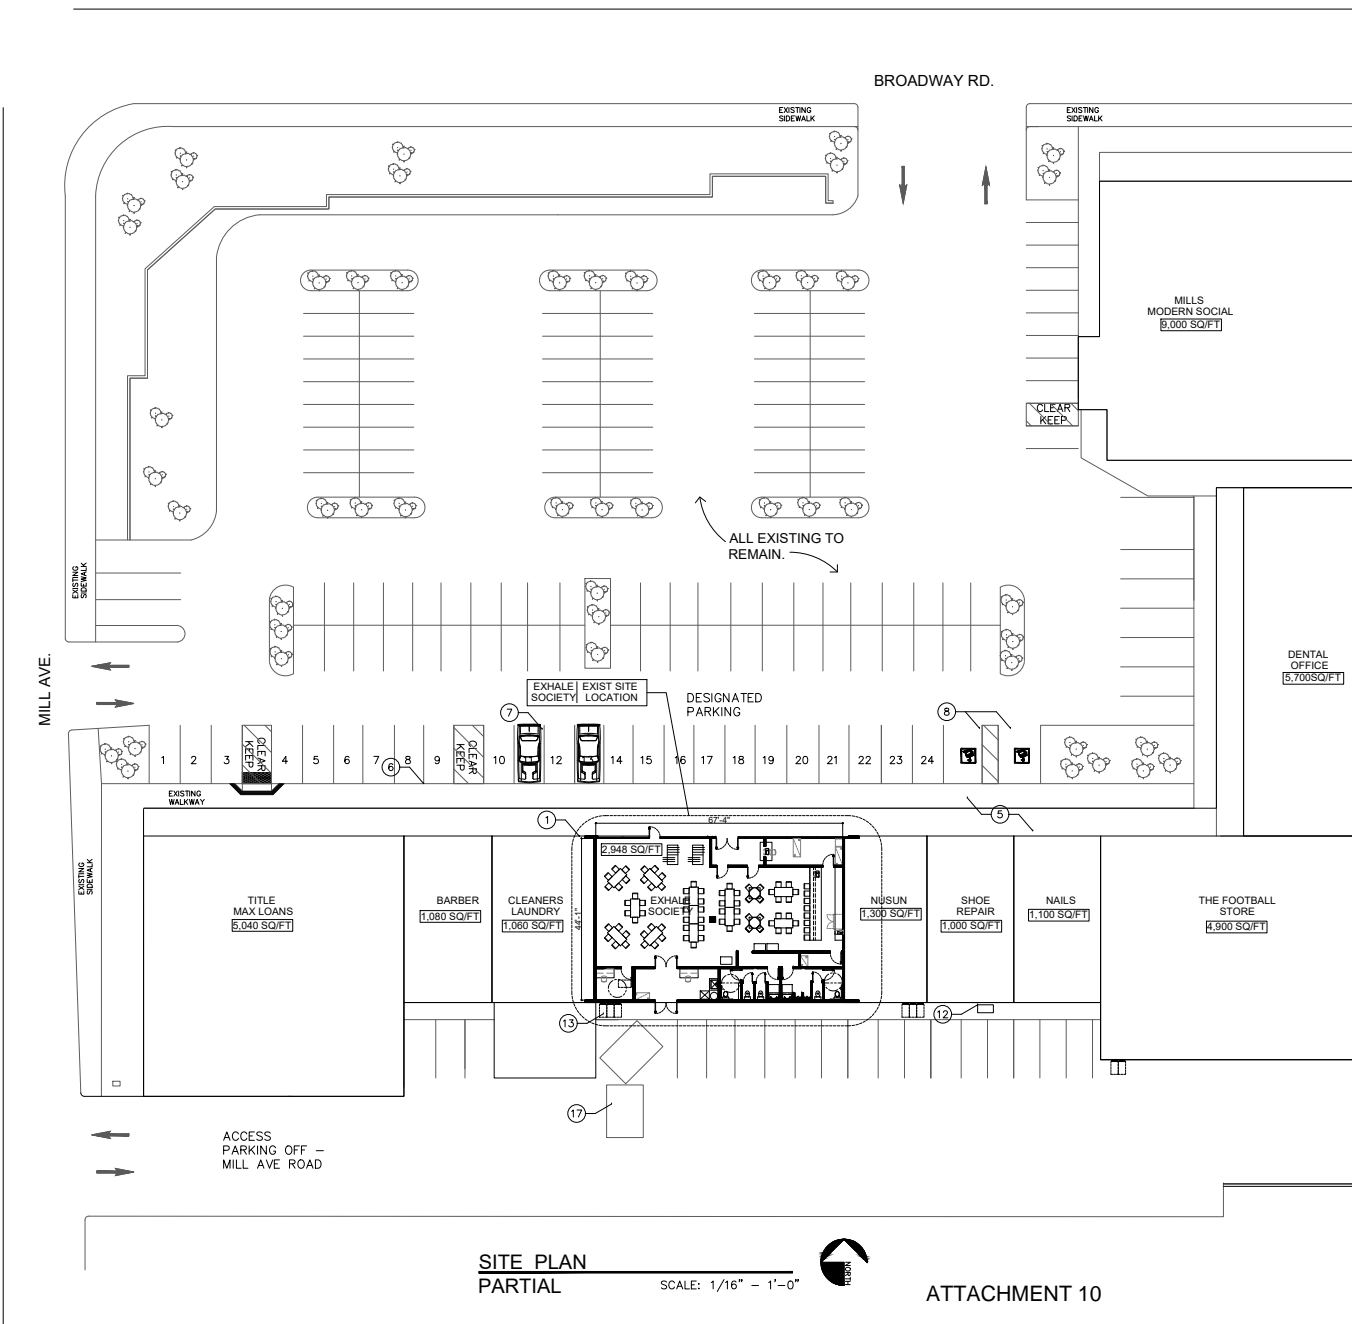 BROADWAY RD.
EXISTING
SIDEWALK
EXISTING
SIDEWALK
MILLS
MODERN SOCIAL
9,000 SQ/FT
CLEAR
KEEP
ALL EXISTING TO
REMAIN.
EXISTING
SIDEWALK
MILL AVE.
DENTAL
OFFICE
5,700SQ/FT
EXHALE
SOCIETY
EXIST SITE
LOCATION
DESIGNATED
PARKING
7
8
1 2 3
CLEAR
KEEP
4 5 6 7 8 9
CLEAR
KEEP
10 12 14 15 16 17 18 19 20 21 22 23 24
6
EXISTING
WALKWAY
5
1
67'-4"
44'-1"
2,948 SQ/FT
EXISTING
SIDEWALK
TITLE
MAX LOANS
5,040 SQ/FT
BARBER
1,080 SQ/FT
CLEANERS
LAUNDRY
1,060 SQ/FT
EXHALE
SOCIETY
NUSUN
1,300 SQ/FT
SHOE
REPAIR
1,000 SQ/FT
NAILS
1,100 SQ/FT
THE FOOTBALL
STORE
4,900 SQ/FT
13
12
17
ACCESS
PARKING OFF –
MILL AVE ROAD
SITE PLAN
PARTIAL
SCALE: 1/16" – 1'-0"
NORTH
ATTACHMENT 10